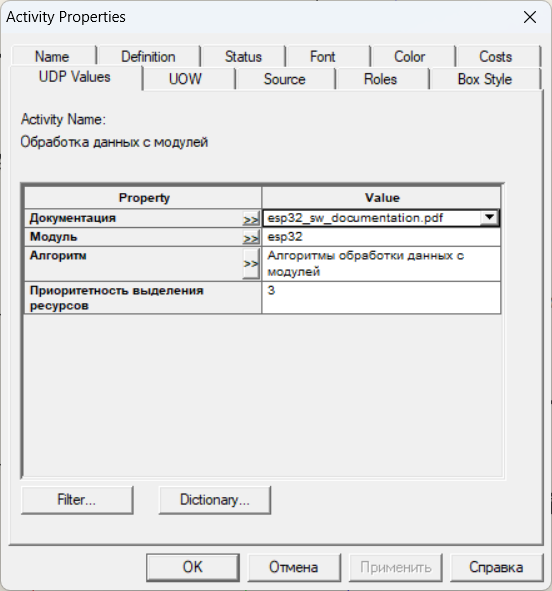 Activity Properties
Name Definition Status Font Color Costs
UDP Values UOW Source Roles Box Style
Activity Name:
Обработка данных с модулей
Property Value
Документация >> esp32_sw_documentation.pdf
Модуль >> esp32
Алгоритм >> Алгоритмы обработки данных с
модулей
Приоритетность выделения 3
ресурсов
Filter... Dictionary...
OK Отмена Применить Справка